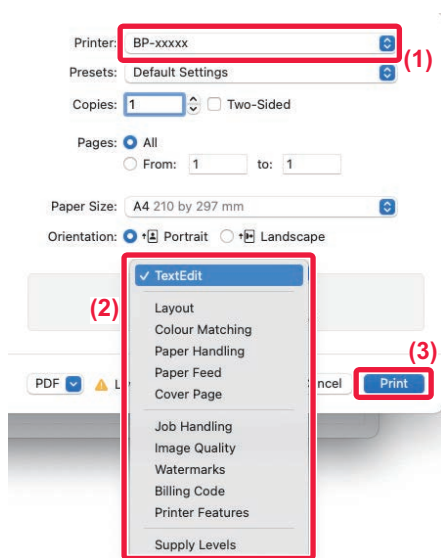 Printer: BP-xxxxx
(1)
Presets: Default Settings
Copies: 1 Two-Sided
Pages: All
From: 1 to: 1
Paper Size: A4 210 by 297 mm
Orientation: Portrait Landscape
✓ TextEdit
(2)
Layout
Colour Matching
Paper Handling
Paper Feed
Cover Page
(3)
PDF Print
Job Handling
Image Quality
Watermarks
Billing Code
Printer Features
Supply Levels